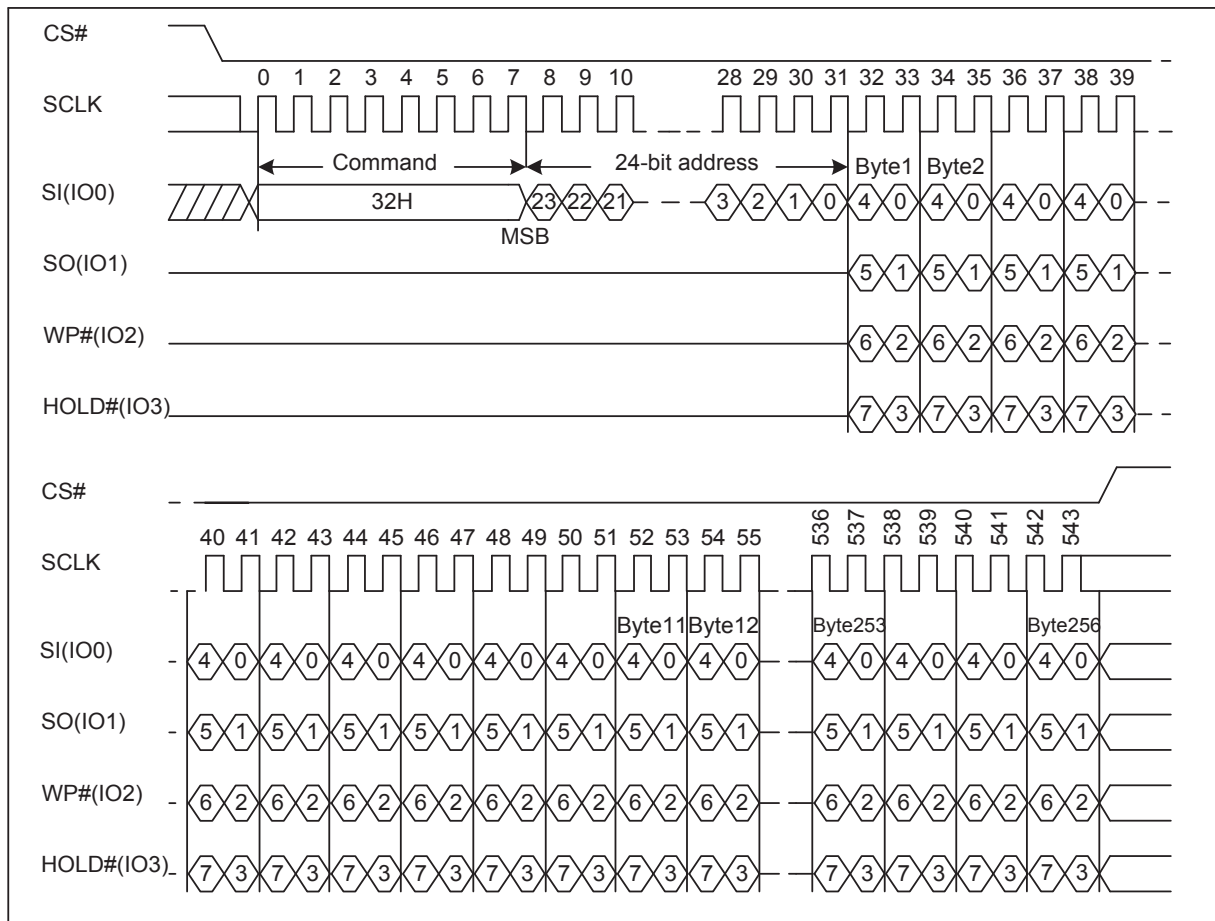 CS#
0 1 2 3 4 5 6 7 8 9 10 28 29 30 31 32 33 34 35 36 37 38 39
SCLK
Command 24-bit address Byte1 Byte2
SI(IO0) 32H 23 22 21 3 2 1 0 4 0 4 0 4 0 4 0
MSB
SO(IO1) 5 1 5 1 5 1 5 1
WP#(IO2) 6 2 6 2 6 2 6 2
HOLD#(IO3) 7 3 7 3 7 3 7 3
CS#
40 41 42 43 44 45 46 47 48 49 50 51 52 53 54 55 536 537 538 539 540 541 542 543
SCLK
Byte11 Byte12 Byte253 Byte256
SI(IO0) 4 0 4 0 4 0 4 0 4 0 4 0 4 0 4 0 4 0 4 0 4 0 4 0
SO(IO1) 5 1 5 1 5 1 5 1 5 1 5 1 5 1 5 1 5 1 5 1 5 1 5 1
WP#(IO2) 6 2 6 2 6 2 6 2 6 2 6 2 6 2 6 2 6 2 6 2 6 2 6 2
HOLD#(IO3) 7 3 7 3 7 3 7 3 7 3 7 3 7 3 7 3 7 3 7 3 7 3 7 3